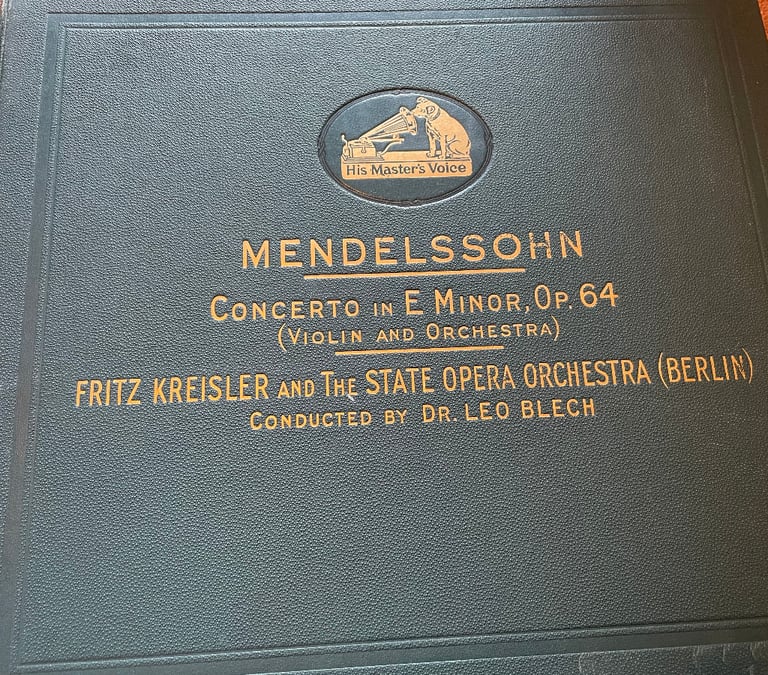 His Master's Voice
MENDELSSOHN
CONCERTO IN E MINOR, OP. 64
(VIOLIN AND ORCHESTRA)
FRITZ KREISLER AND THE STATE OPERA ORCHESTRA (BERLIN)
CONDUCTED BY DR. LEO BLECH